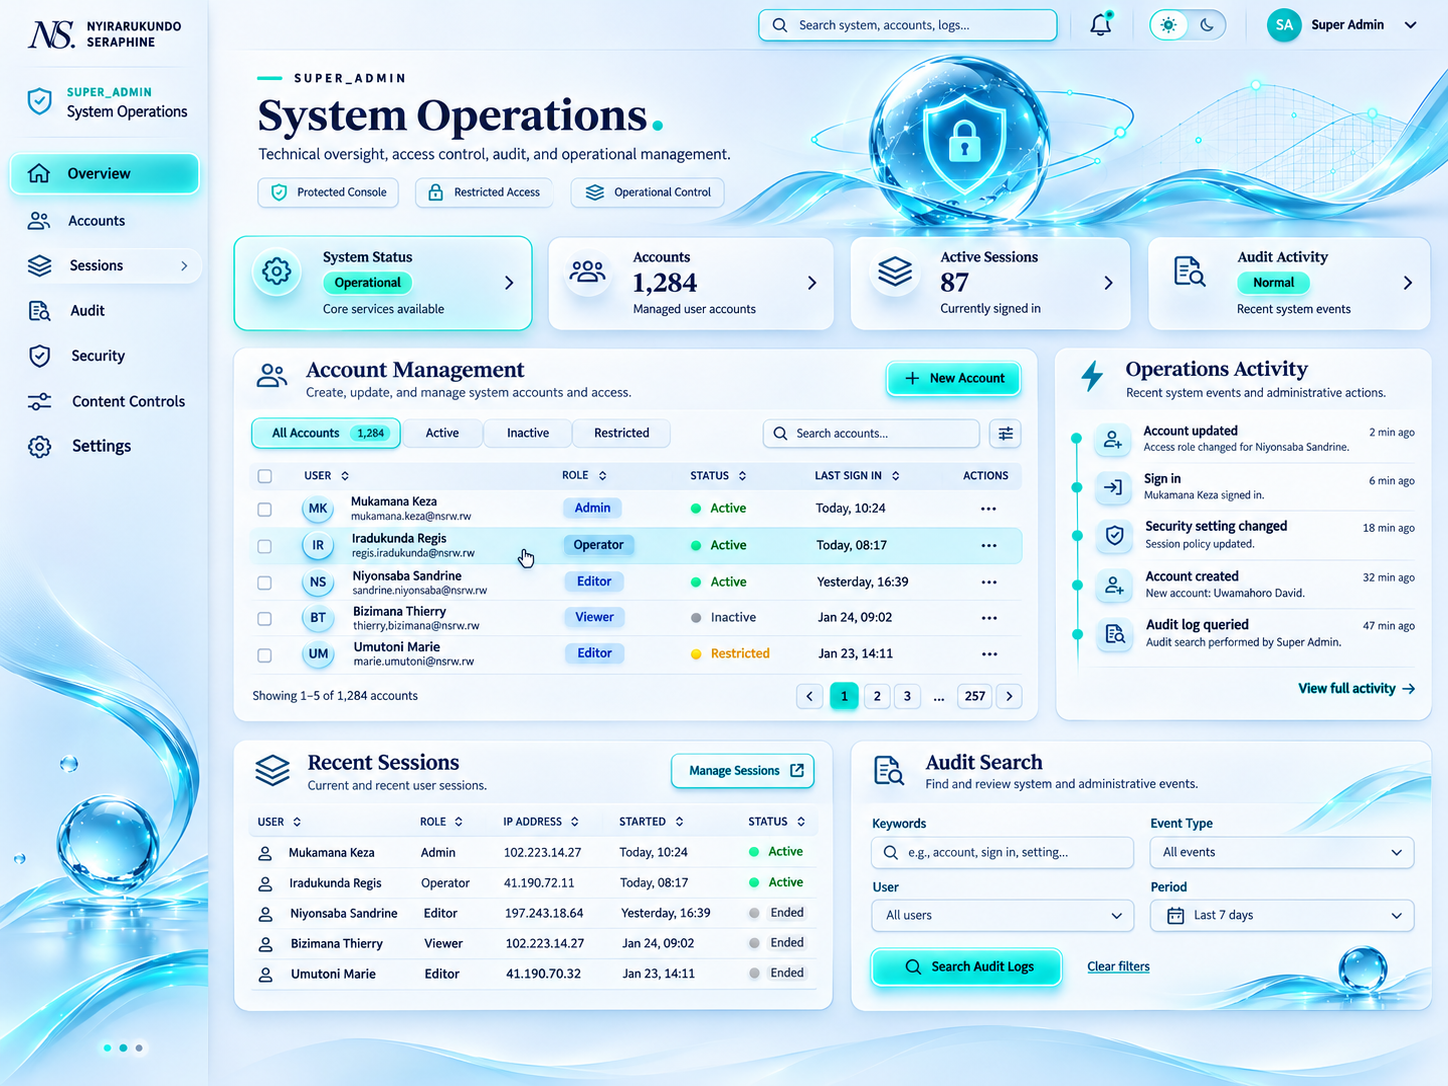 NS.
NYIRARUKUNDO
SERAPHINE
SUPER_ADMIN
System Operations
Overview
Accounts
Sessions
Audit
Security
Content Controls
Settings
Search system, accounts, logs...
SA
Super Admin
SUPER_ADMIN
System Operations.
Technical oversight, access control, audit, and operational management.
Protected Console
Restricted Access
Operational Control
System Status
Operational
Core services available
Accounts
1,284
Managed user accounts
Active Sessions
87
Currently signed in
Audit Activity
Normal
Recent system events
Account Management
Create, update, and manage system accounts and access.
+ New Account
All Accounts 1,284
Active
Inactive
Restricted
Search accounts...
USER ROLE STATUS LAST SIGN IN ACTIONS
MK Mukamana Keza Admin Active Today, 10:24 •••
mukamana.keza@nsrw.rw
IR Iradukunda Regis Operator Active Today, 08:17 •••
regis.iradukunda@nsrw.rw
NS Niyonsaba Sandrine Editor Active Yesterday, 16:39 •••
sandrine.niyonsaba@nsrw.rw
BT Bizimana Thierry Viewer Inactive Jan 24, 09:02 •••
thierry.bizimana@nsrw.rw
UM Umutoni Marie Editor Restricted Jan 23, 14:11 •••
marie.umutoni@nsrw.rw
Showing 1–5 of 1,284 accounts
1 2 3 ... 257
Operations Activity
Recent system events and administrative actions.
Account updated 2 min ago
Access role changed for Niyonsaba Sandrine.
Sign in 6 min ago
Mukamana Keza signed in.
Security setting changed 18 min ago
Session policy updated.
Account created 32 min ago
New account: Uwamahoro David.
Audit log queried 47 min ago
Audit search performed by Super Admin.
View full activity →
Recent Sessions
Current and recent user sessions.
Manage Sessions
USER ROLE IP ADDRESS STARTED STATUS
Mukamana Keza Admin 102.223.14.27 Today, 10:24 Active
Iradukunda Regis Operator 41.190.72.11 Today, 08:17 Active
Niyonsaba Sandrine Editor 197.243.18.64 Yesterday, 16:39 Ended
Bizimana Thierry Viewer 102.223.14.27 Jan 24, 09:02 Ended
Umutoni Marie Editor 41.190.70.32 Jan 23, 14:11 Ended
Audit Search
Find and review system and administrative events.
Keywords
e.g., account, sign in, setting...
Event Type
All events
User
All users
Period
Last 7 days
Search Audit Logs
Clear filters